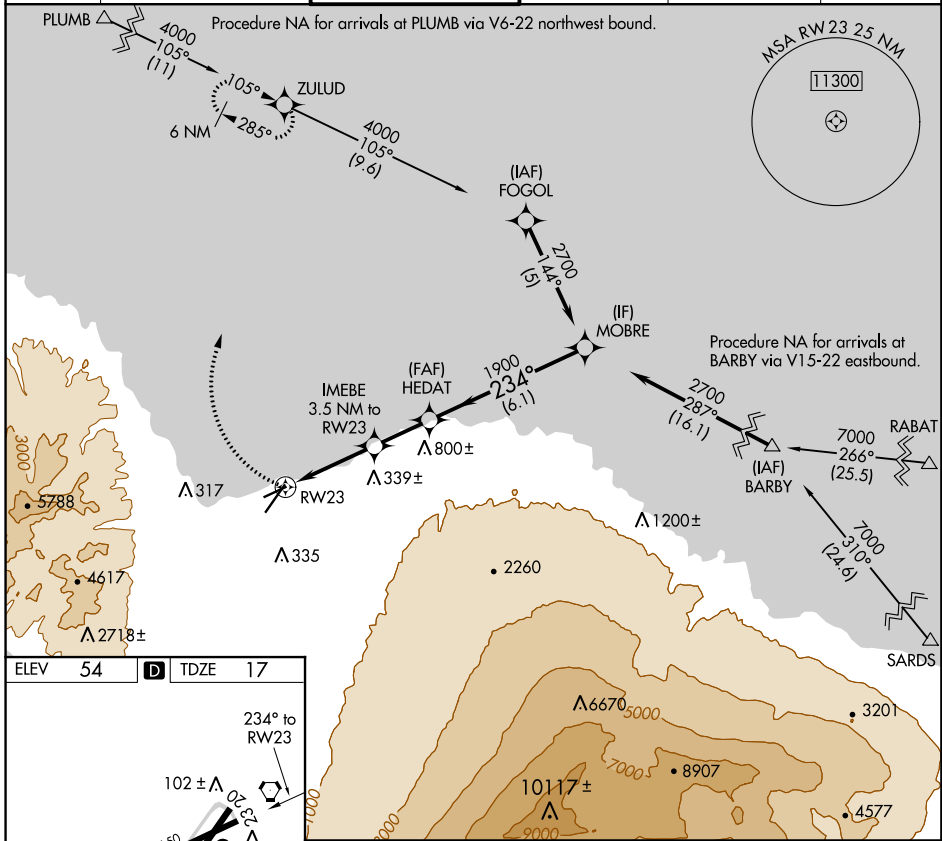 PLUMB
Procedure NA for arrivals at PLUMB via V6-22 northwest bound.
4000
105°
(11)
105°
ZULUD
6 NM
285°
4000
105°
(9.6)
MSA RW23 25 NM
11300
(IAF)
FOGOL
2700
144°
(5)
(IF)
MOBRE
Procedure NA for arrivals at
BARBY via V15-22 eastbound.
1900
234°
(6.1)
(FAF)
HEDAT
IMEBE
3.5 NM to
RW23
2700
287°
(16.1)
RABAT
7000
266°
(25.5)
(IAF)
BARBY
800±
339±
317
RW23
3000
5788
1200±
7000
310°
(24.6)
335
2260
4617
2718±
SARDS
ELEV 54
D
TDZE 17
234° to
RW23
6670
5000
3201
7000
8907
102±
23
20
10117±
4577
9000
1000